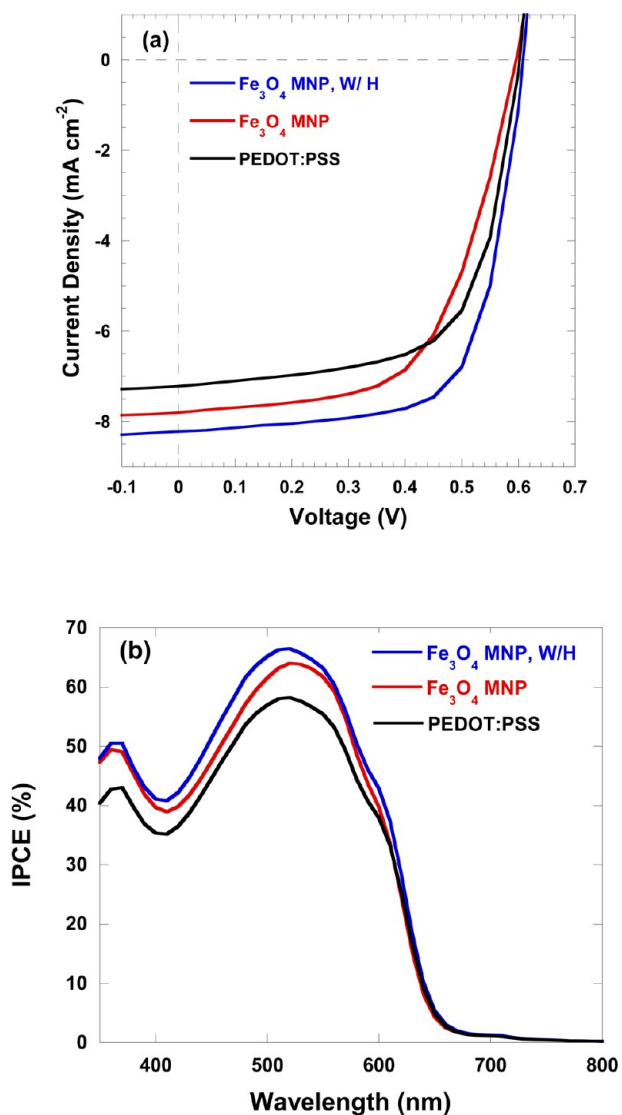 (a)
0
-2
-4
-6
-8
Current Density (mA cm⁻²)
Fe₃O₄ MNP, W/ H
Fe₃O₄ MNP
PEDOT:PSS
-0.1 0 0.1 0.2 0.3 0.4 0.5 0.6 0.7
Voltage (V)
(b)
70
60
50
40
30
20
10
0
IPCE (%)
Fe₃O₄ MNP, W/H
Fe₃O₄ MNP
PEDOT:PSS
400 500 600 700 800
Wavelength (nm)